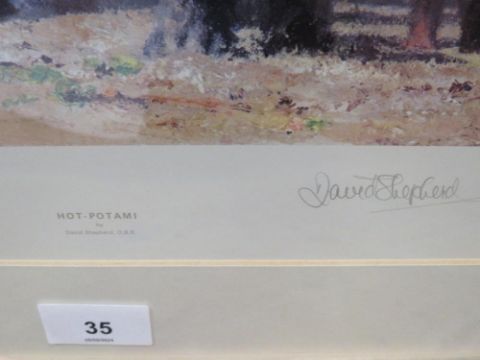 David Shepherd
HOT-POTAMI
by
David Shepherd, O.B.E.
35